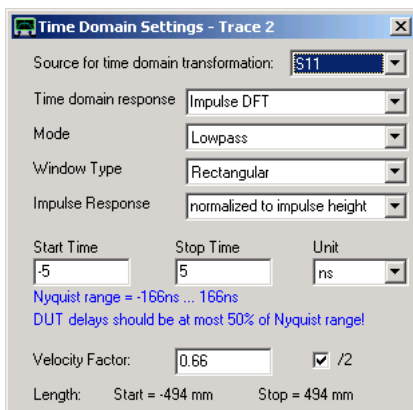 Time Domain Settings - Trace 2
Source for time domain transformation: S11
Time domain response Impulse DFT
Mode Lowpass
Window Type Rectangular
Impulse Response normalized to impulse height
Start Time Stop Time Unit
-5 5 ns
Nyquist range = -166ns ... 166ns
DUT delays should be at most 50% of Nyquist range!
Velocity Factor: 0.66 /2
Length: Start = -494 mm Stop = 494 mm